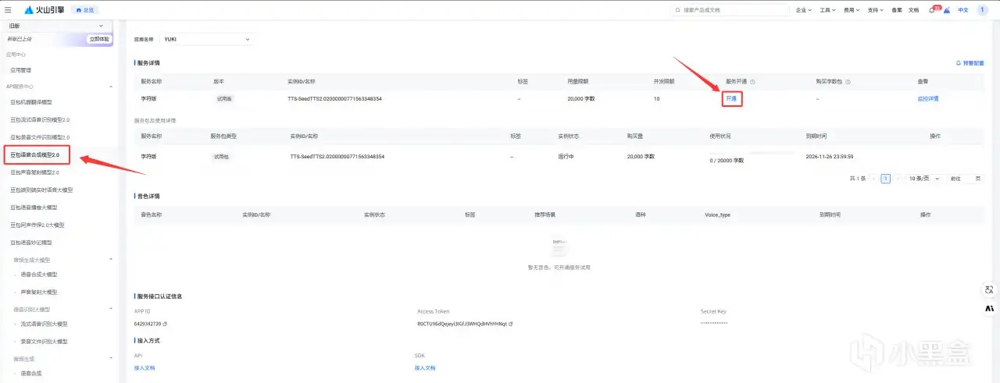 火山引擎 总览 搜索产品或文档 企业 工具 费用 支持 备案 文档 31 中文 1
旧版
新版已上线 立即体验
应用中心
应用管理
API服务中心
豆包机器翻译模型
豆包流式语音识别模型2.0
豆包录音文件识别模型2.0
豆包语音合成模型2.0
豆包声音复刻模型2.0
豆包端到端实时语音大模型
豆包语音播客大模型
豆包同声传译2.0大模型
豆包语音妙记模型
音频生成大模型
语音合成大模型
声音复刻大模型
语音识别大模型
流式语音识别大模型
录音文件识别大模型
音频生成
语音合成
应用名称 YUKI
服务详情 预警配置
服务名称 版本 实例ID/名称 标签 用量限额 并发限额 服务开通 购买字数包 查看
字符版 试用版 TTS-SeedTTS2.02000000771563348354 -- 20,000 字数 10 开通 -- 监控详情
服务包及使用详情
服务名称 服务包类型 实例ID/名称 标签 实例状态 购买量 使用状况 到期时间 操作
字符版 试用包 TTS-SeedTTS2.02000000771563348354 -- 运行中 20,000 字数 0 / 20000 字数 2026-11-26 23:59:59
共 1 条 1 10 条/页 前往 页
音色详情
音色名称 实例ID/名称 实例状态 标签 推荐场景 语种 Voice_type 到期时间 操作
暂无音色，可开通服务试用
服务接口认证信息
APP ID Access Token Secret Key
6429342739 ************
接入方式
API SDK
接入文档 接入文档
小黑盒